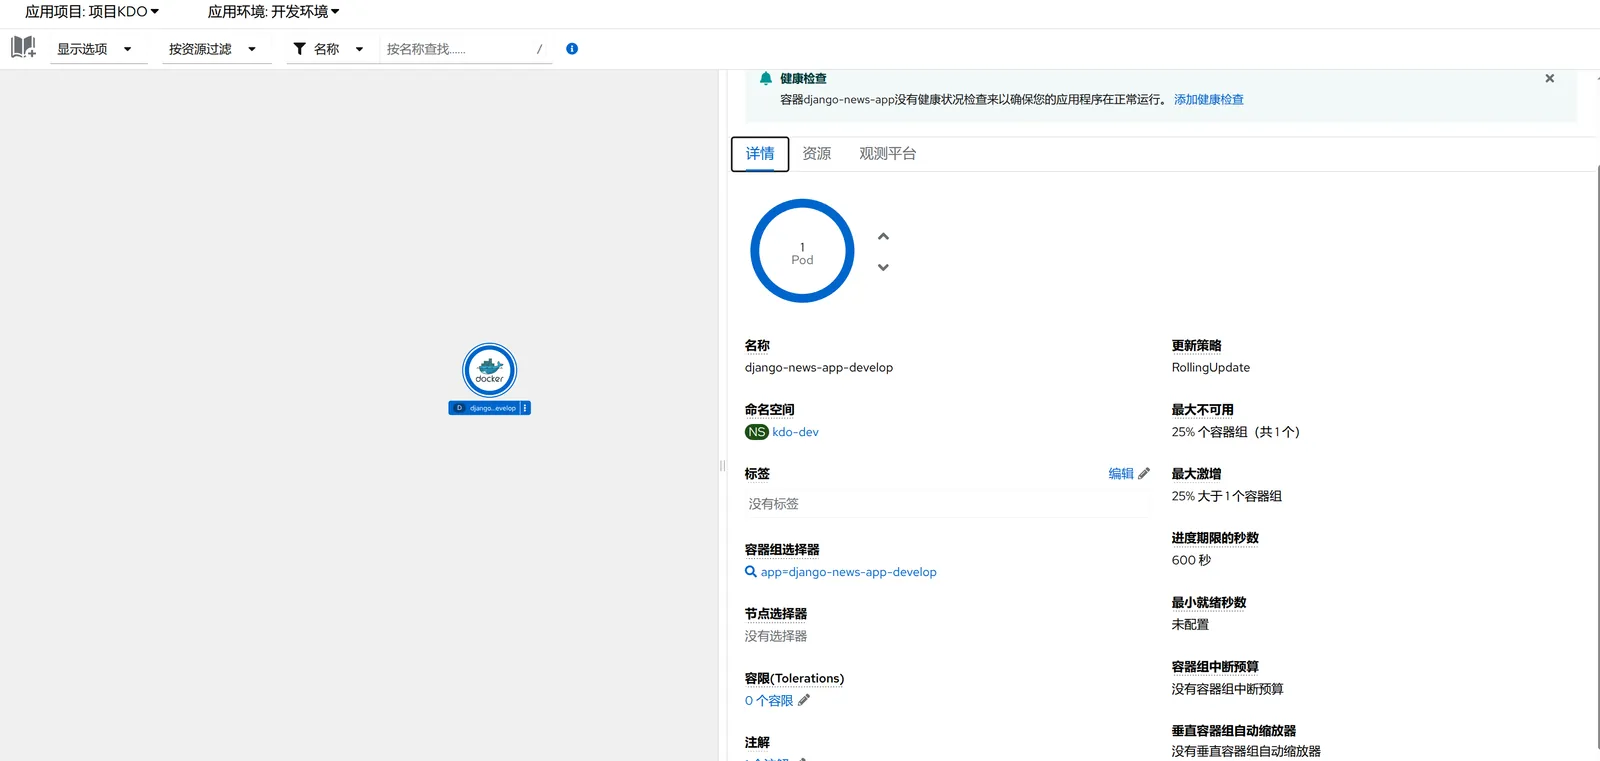 应用项目: 项目KDO
应用环境: 开发环境
显示选项
按资源过滤
名称
按名称查找......
/
健康检查
容器django-news-app没有健康状况检查来以确保您的应用程序在正常运行。 添加健康检查
详情
资源
观测平台
1
Pod
docker
D django...evelop
名称
django-news-app-develop
命名空间
NS kdo-dev
标签
编辑
没有标签
容器组选择器
app=django-news-app-develop
节点选择器
没有选择器
容限(Tolerations)
0 个容限
注解
更新策略
RollingUpdate
最大不可用
25% 个容器组（共 1 个）
最大激增
25% 大于 1 个容器组
进度期限的秒数
600 秒
最小就绪秒数
未配置
容器组中断预算
没有容器组中断预算
垂直容器组自动缩放器
没有垂直容器组自动缩放器